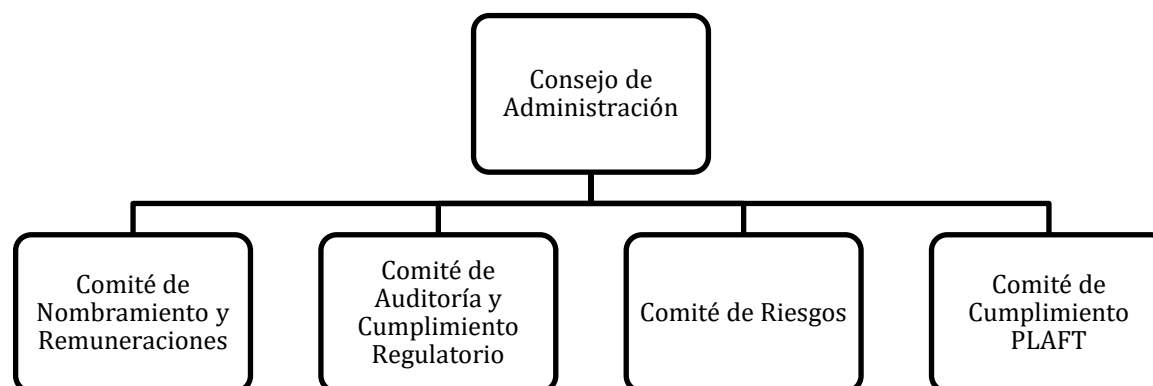 Consejo de
Administración
Comité de
Nombramiento y
Remuneraciones
Comité de
Auditoría y
Cumplimiento
Regulatorio
Comité de Riesgos
Comité de
Cumplimiento
PLAFT